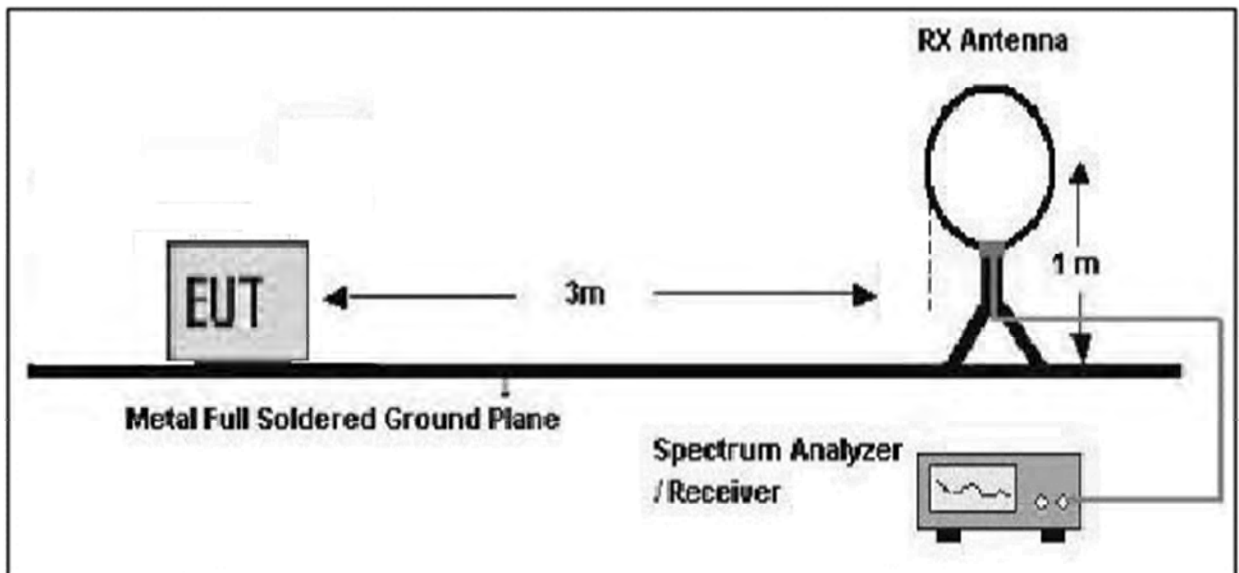 RX Antenna
EUT
3m
1 m
Metal Full Soldered Ground Plane
Spectrum Analyzer
/ Receiver